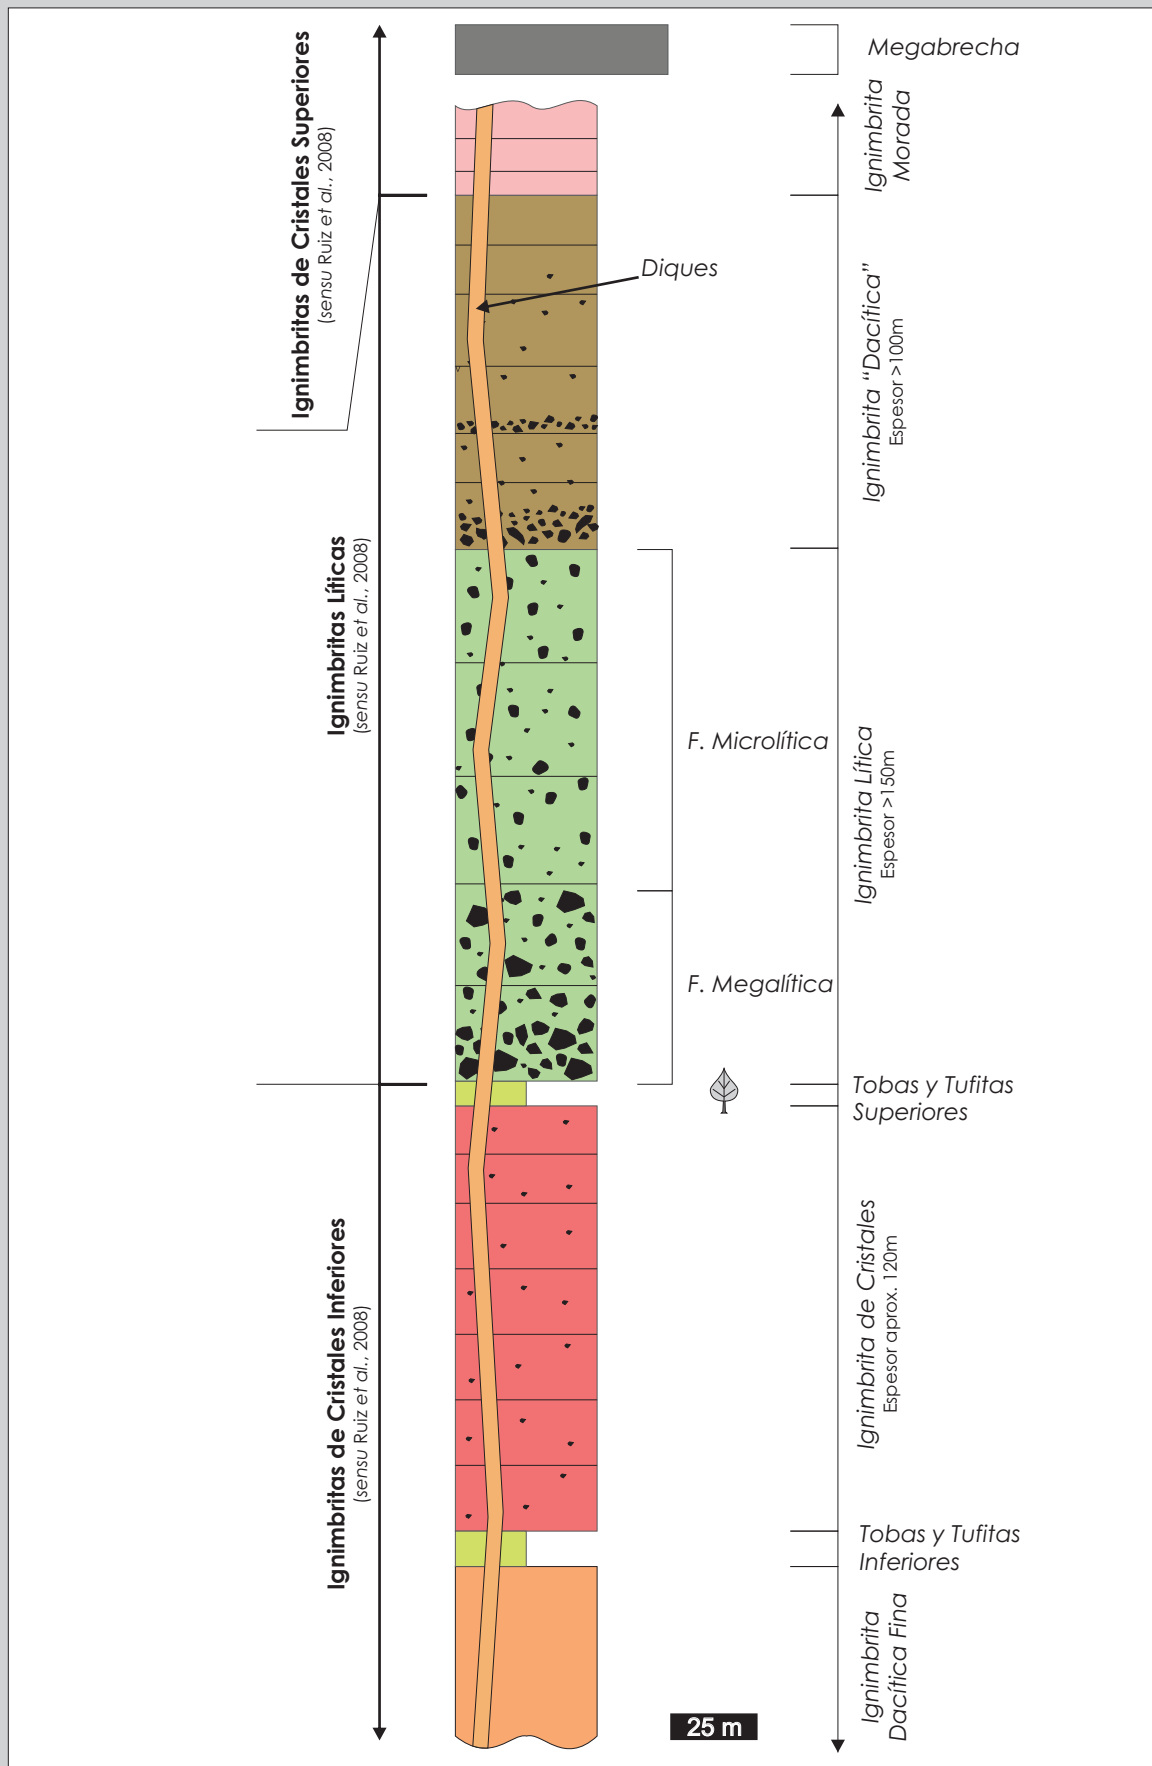 Megabrecha
Ignimbrita
Morada
Ignimbritas de Cristales Superiores
(sensu Ruiz et al., 2008)
Diques
Ignimbrita “Dacítica”
Espesor >100m
Ignimbritas Líticas
(sensu Ruiz et al., 2008)
F. Microlítica
Ignimbrita Lítica
Espesor >150m
F. Megalítica
Tobas y Tufitas
Superiores
Ignimbritas de Cristales Inferiores
(sensu Ruiz et al., 2008)
Ignimbrita de Cristales
Espesor aprox. 120m
Tobas y Tufitas
Inferiores
Ignimbrita
Dacítica Fina
25 m